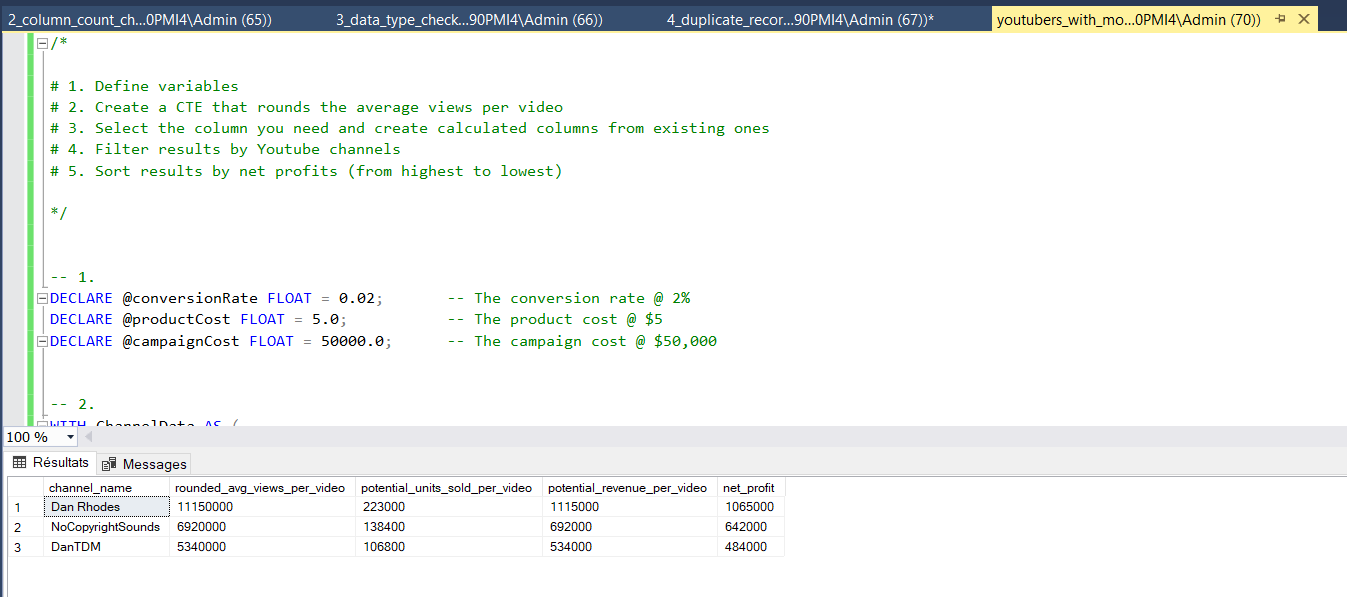 2_column_count_ch...0PMI4\Admin (65)) 3_data_type_check...90PMI4\Admin (66)) 4_duplicate_recor...90PMI4\Admin (67))* youtubers_with_mo...0PMI4\Admin (70))
/*
# 1. Define variables
# 2. Create a CTE that rounds the average views per video
# 3. Select the column you need and create calculated columns from existing ones
# 4. Filter results by Youtube channels
# 5. Sort results by net profits (from highest to lowest)
*/
-- 1.
DECLARE @conversionRate FLOAT = 0.02; -- The conversion rate @ 2%
DECLARE @productCost FLOAT = 5.0; -- The product cost @ $5
DECLARE @campaignCost FLOAT = 50000.0; -- The campaign cost @ $50,000
-- 2.
WITH ChannelData AS (
100 %
Résultats Messages
channel_name rounded_avg_views_per_video potential_units_sold_per_video potential_revenue_per_video net_profit
1 Dan Rhodes 11150000 223000 1115000 1065000
2 NoCopyrightSounds 6920000 138400 692000 642000
3 DanTDM 5340000 106800 534000 484000